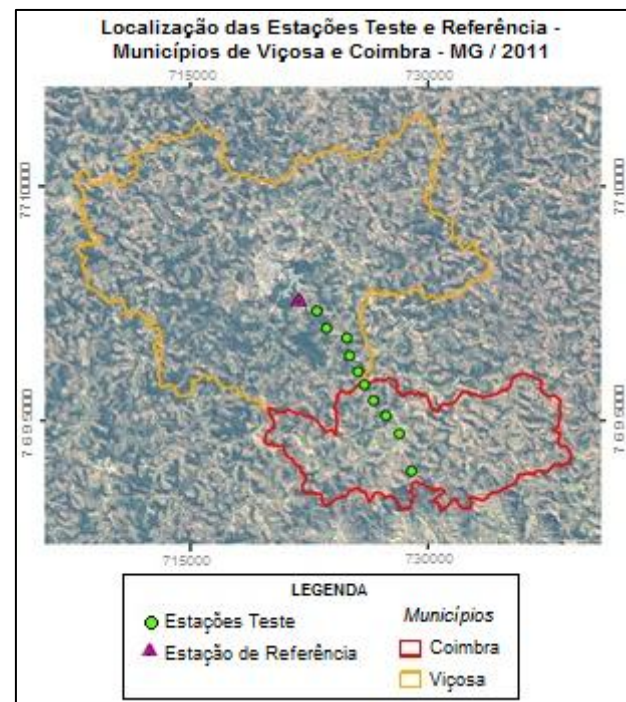 Localização das Estações Teste e Referência -
Municípios de Viçosa e Coimbra - MG / 2011
715000 730000
7710000 7710000
7695000 7695000
715000 730000
LEGENDA
Estações Teste
Estação de Referência
Municípios
Coimbra
Viçosa